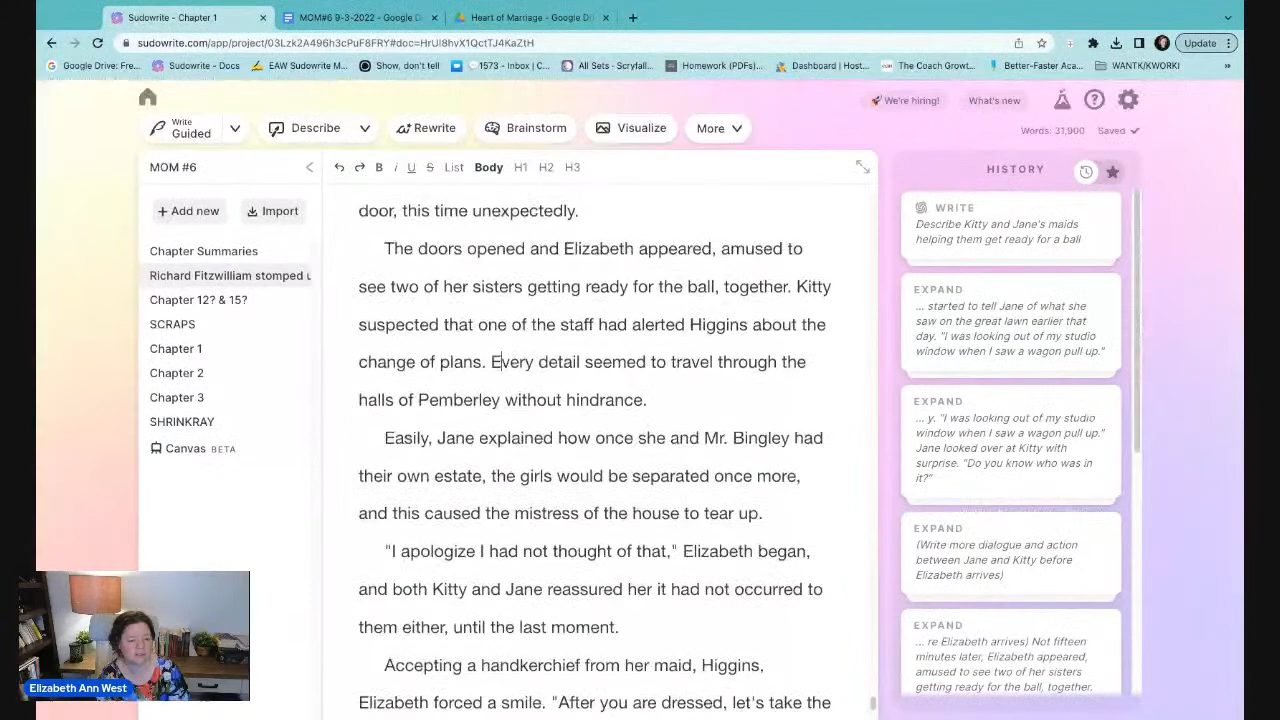 Sudowrite - Chapter 1
MOM#6 9-3-2022 - Google D
Heart of Marriage - Google D
sudowrite.com/app/project/03Lzk2A496h3cPuF8FRY#doc=HrUI8hvX1QctTJ4KaZtH
Update
Google Drive: Fre...
Sudowrite - Docs
EAW Sudowrite M...
Show, don't tell
1573 - Inbox | C...
All Sets - Scryfall...
Homework (PDFs)...
Dashboard | Host...
The Coach Growt...
Better-Faster Aca...
WANTK/KWORKI
»
We're hiring!
What's new
Write
Guided
Describe
Rewrite
Brainstorm
Visualize
More
Words: 31,900
Saved
MOM #6
B i U S List Body H1 H2 H3
HISTORY
+ Add new
Import
Chapter Summaries
Richard Fitzwilliam stomped u
Chapter 12? & 15?
SCRAPS
Chapter 1
Chapter 2
Chapter 3
SHRINKRAY
Canvas BETA
door, this time unexpectedly.
The doors opened and Elizabeth appeared, amused to
see two of her sisters getting ready for the ball, together. Kitty
suspected that one of the staff had alerted Higgins about the
change of plans. Every detail seemed to travel through the
halls of Pemberley without hindrance.
Easily, Jane explained how once she and Mr. Bingley had
their own estate, the girls would be separated once more,
and this caused the mistress of the house to tear up.
"I apologize I had not thought of that," Elizabeth began,
and both Kitty and Jane reassured her it had not occurred to
them either, until the last moment.
Accepting a handkerchief from her maid, Higgins,
Elizabeth forced a smile. "After you are dressed, let's take the
WRITE
Describe Kitty and Jane's maids
helping them get ready for a ball
EXPAND
... started to tell Jane of what she
saw on the great lawn earlier that
day. "I was looking out of my studio
window when I saw a wagon pull up."
EXPAND
... y. "I was looking out of my studio
window when I saw a wagon pull up."
Jane looked over at Kitty with
surprise. "Do you know who was in
it?"
EXPAND
(Write more dialogue and action
between Jane and Kitty before
Elizabeth arrives)
EXPAND
... re Elizabeth arrives) Not fifteen
minutes later, Elizabeth appeared,
amused to see two of her sisters
getting ready for the ball, together.
Elizabeth Ann West